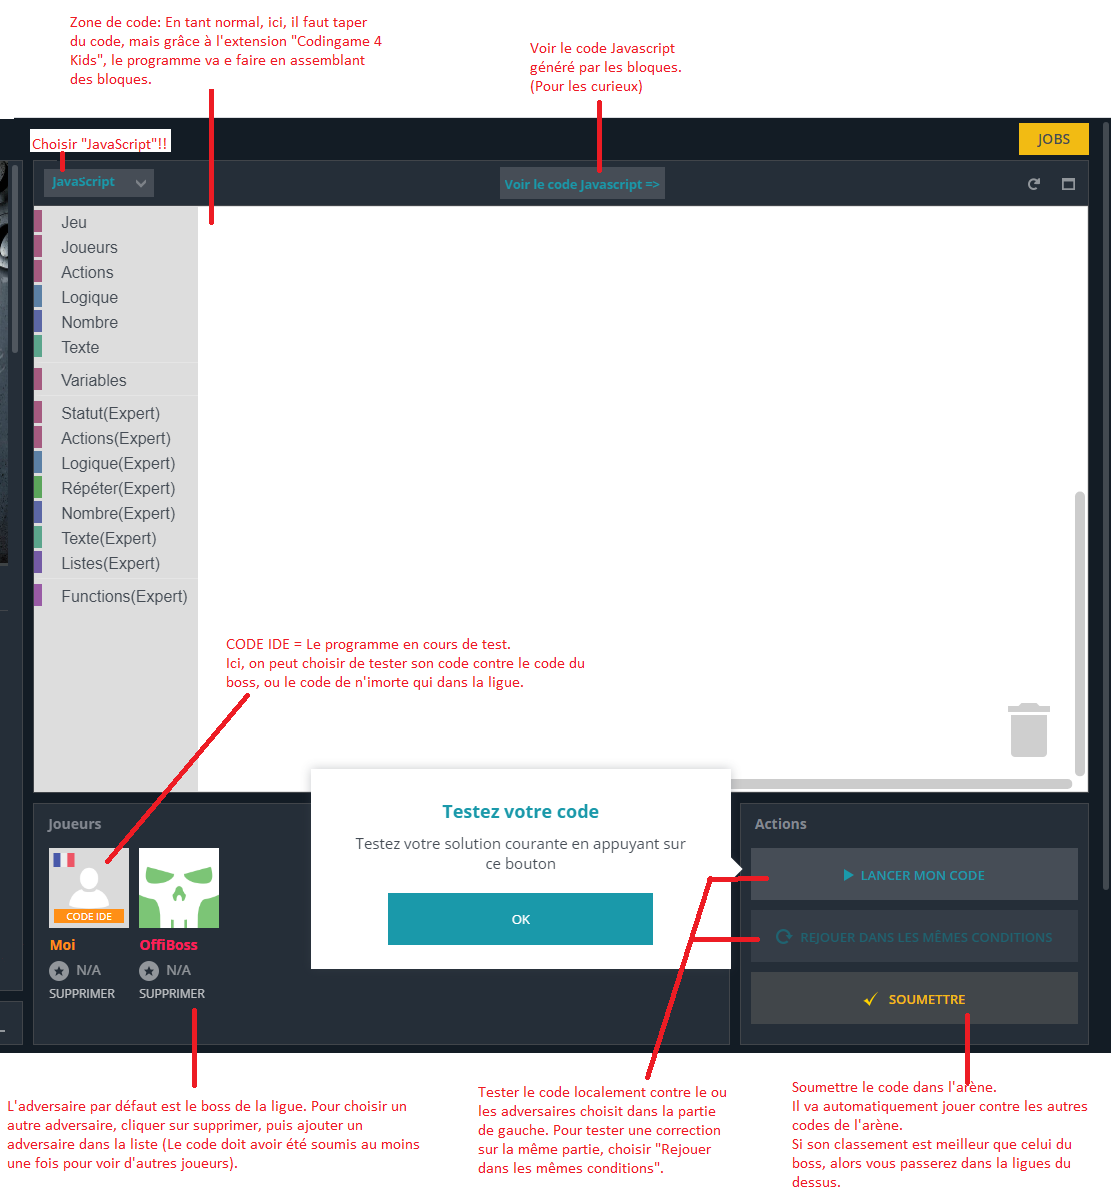 Zone de code: En tant normal, ici, il faut taper
du code, mais grâce à l'extension "Codingame 4
Kids", le programme va e faire en assemblant
des bloques.
Voir le code Javascript
généré par les bloques.
(Pour les curieux)
Choisir "JavaScript"!!
JOBS
JavaScript
Voir le code Javascript =>
Jeu
Joueurs
Actions
Logique
Nombre
Texte
Variables
Statut(Expert)
Actions(Expert)
Logique(Expert)
Répéter(Expert)
Nombre(Expert)
Texte(Expert)
Listes(Expert)
Functions(Expert)
CODE IDE = Le programme en cours de test.
Ici, on peut choisir de tester son code contre le code du
boss, ou le code de n'imorte qui dans la ligue.
Joueurs
CODE IDE
Moi
N/A
SUPPRIMER
OffiBoss
N/A
SUPPRIMER
Testez votre code
Testez votre solution courante en appuyant sur
ce bouton
OK
Actions
LANCER MON CODE
REJOUER DANS LES MÊMES CONDITIONS
SOUMETTRE
L'adversaire par défaut est le boss de la ligue. Pour choisir un
autre adversaire, cliquer sur supprimer, puis ajouter un
adversaire dans la liste (Le code doit avoir été soumis au moins
une fois pour voir d'autres joueurs).
Tester le code localement contre le ou
les adversaires choisit dans la partie
de gauche. Pour tester une correction
sur la même partie, choisir "Rejouer
dans les mêmes conditions".
Soumettre le code dans l'arène.
Il va automatiquement jouer contre les autres
codes de l'arène.
Si son classement est meilleur que celui du
boss, alors vous passerez dans la ligues du
dessus.